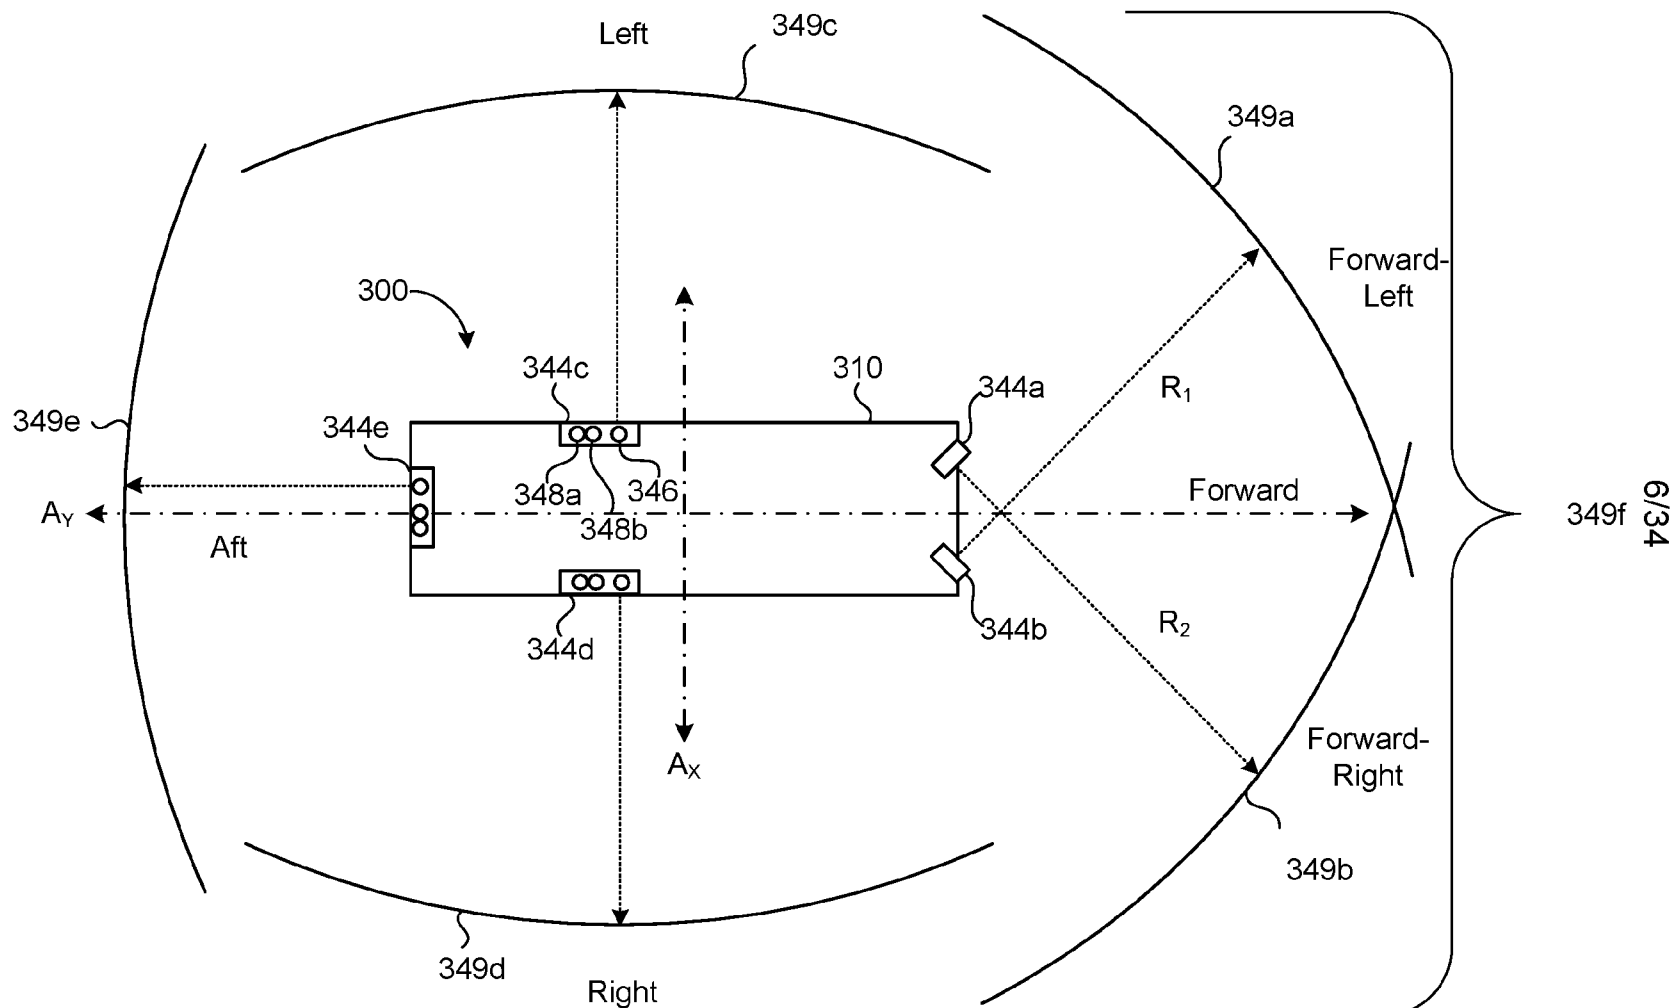 Left
349c
349a
Forward-
Left
300
344c
310
344a
R1
349e
344e
348a
346
Forward
AY
348b
349f
6/34
Aft
344d
344b
R2
AX
Forward-
Right
349b
349d
Right